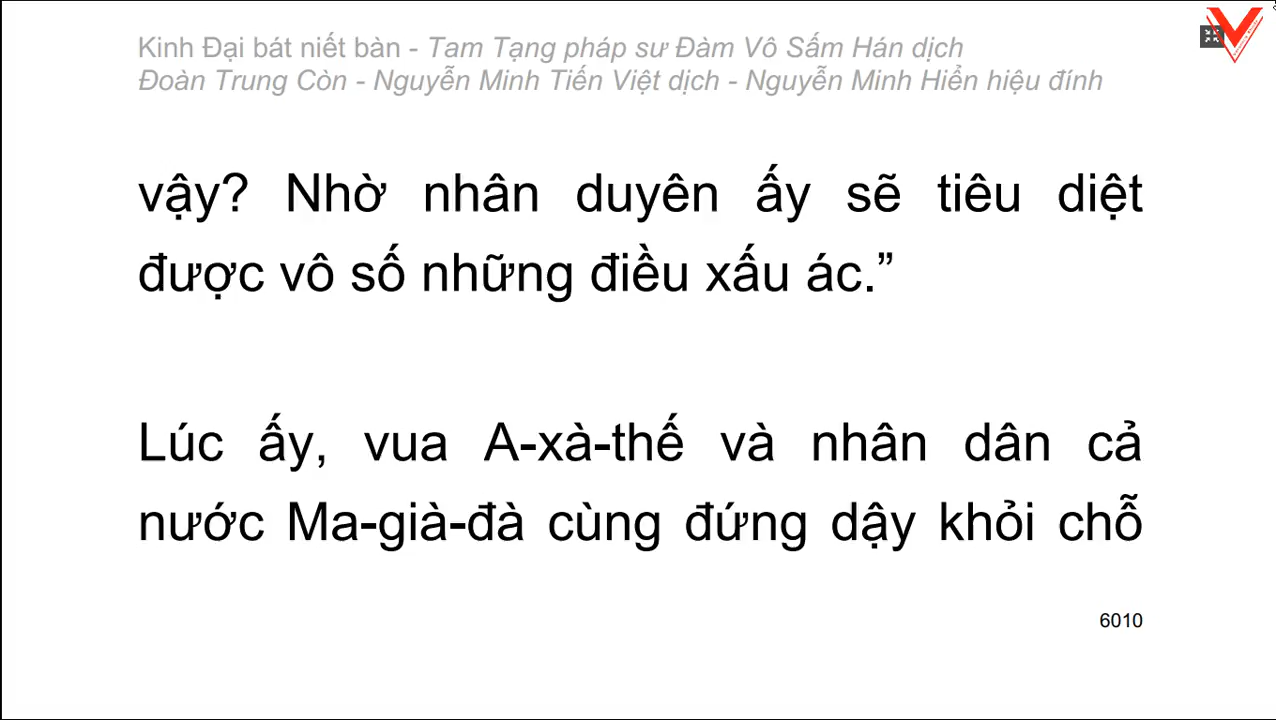 Kinh Đại bát niết bàn - Tam Tạng pháp sư Đàm Vô Sấm Hán dịch
Đoàn Trung Còn - Nguyễn Minh Tiến Việt dịch - Nguyễn Minh Hiển hiệu đính
vậy? Nhờ nhân duyên ấy sẽ tiêu diệt
được vô số những điều xấu ác.”
Lúc ấy, vua A-xà-thế và nhân dân cả
nước Ma-già-đà cùng đứng dậy khỏi chỗ
6010